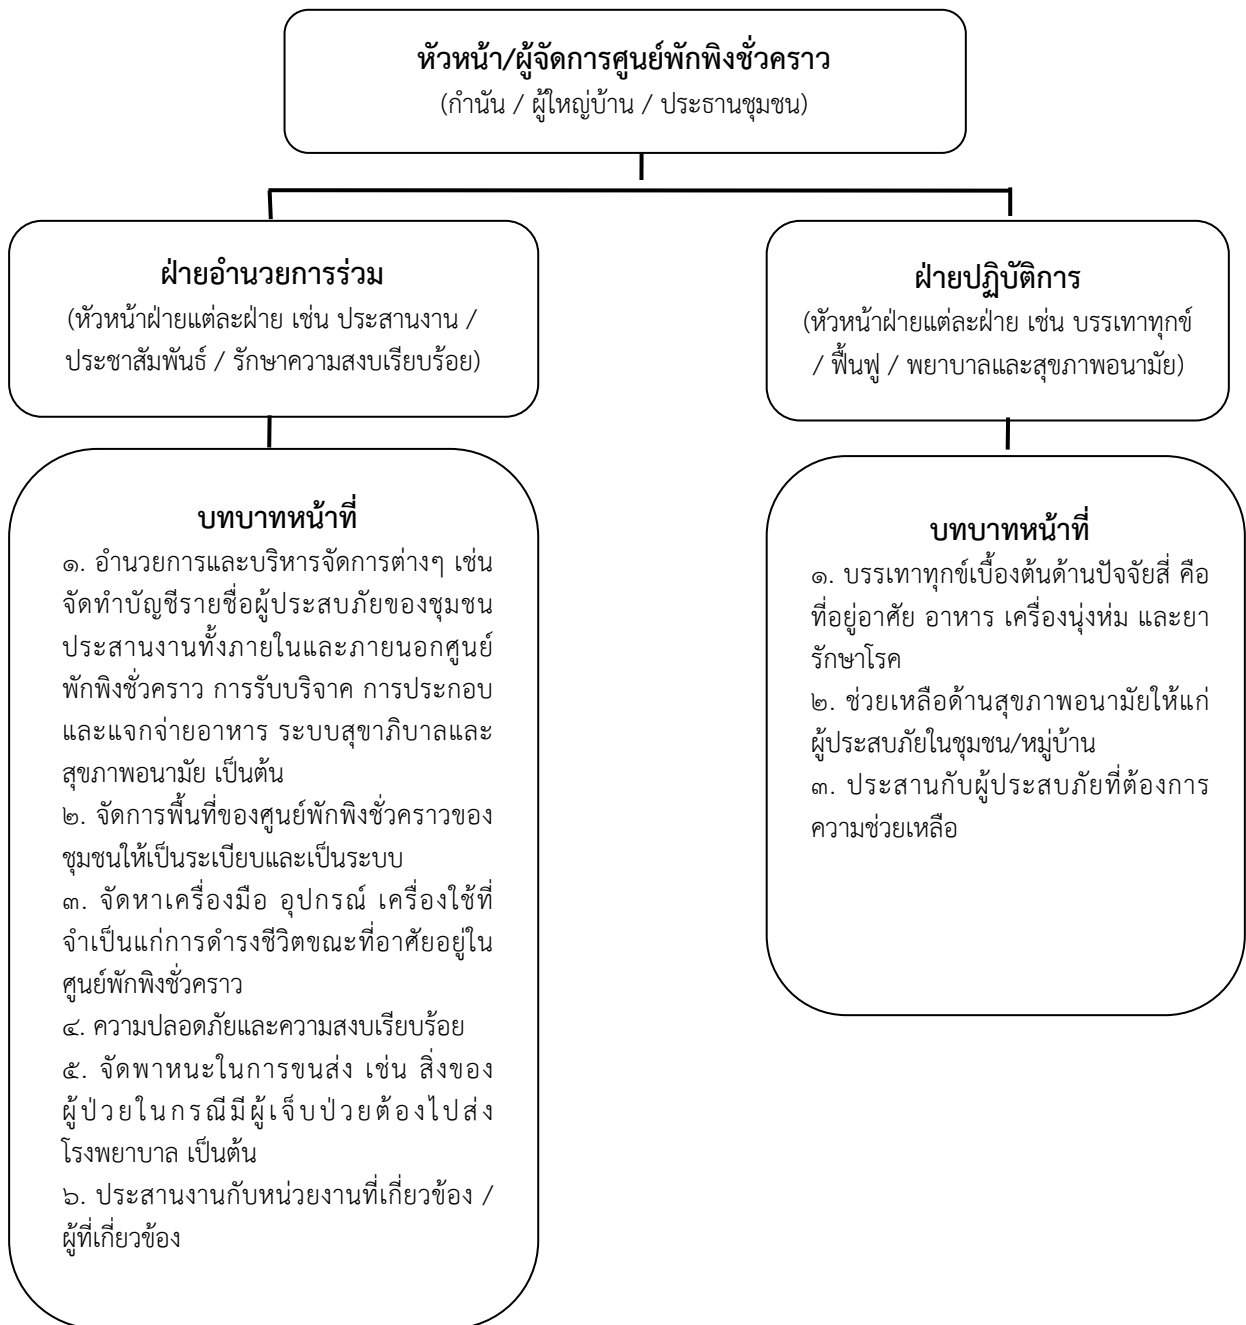 หัวหน้า/ผู้จัดการศูนย์พักพิงชั่วคราว
(กำนัน / ผู้ใหญ่บ้าน / ประธานชุมชน)
ฝ่ายอำนวยการร่วม
(หัวหน้าฝ่ายแต่ละฝ่าย เช่น ประสานงาน /
ประชาสัมพันธ์ / รักษาความสงบเรียบร้อย)
ฝ่ายปฏิบัติการ
(หัวหน้าฝ่ายแต่ละฝ่าย เช่น บรรเทาทุกข์
/ ฟื้นฟู / พยาบาลและสุขภาพอนามัย)
บทบาทหน้าที่
๑. อำนวยการและบริหารจัดการต่างๆ เช่น
จัดทำบัญชีรายชื่อผู้ประสบภัยของชุมชน
ประสานงานทั้งภายในและภายนอกศูนย์
พักพิงชั่วคราว การรับบริจาค การประกอบ
และแจกจ่ายอาหาร ระบบสุขาภิบาลและ
สุขภาพอนามัย เป็นต้น
๒. จัดการพื้นที่ของศูนย์พักพิงชั่วคราวของ
ชุมชนให้เป็นระเบียบและเป็นระบบ
๓. จัดหาเครื่องมือ อุปกรณ์ เครื่องใช้ที่
จำเป็นแก่การดำรงชีวิตขณะที่อาศัยอยู่ใน
ศูนย์พักพิงชั่วคราว
๔. ความปลอดภัยและความสงบเรียบร้อย
๕. จัดพาหนะในการขนส่ง เช่น สิ่งของ
ผู้ป่วยในกรณีมีผู้เจ็บป่วยต้องไปส่ง
โรงพยาบาล เป็นต้น
๖. ประสานงานกับหน่วยงานที่เกี่ยวข้อง /
ผู้ที่เกี่ยวข้อง
บทบาทหน้าที่
๑. บรรเทาทุกข์เบื้องต้นด้านปัจจัยสี่ คือ
ที่อยู่อาศัย อาหาร เครื่องนุ่งห่ม และยา
รักษาโรค
๒. ช่วยเหลือด้านสุขภาพอนามัยให้แก่
ผู้ประสบภัยในชุมชน/หมู่บ้าน
๓. ประสานกับผู้ประสบภัยที่ต้องการ
ความช่วยเหลือ